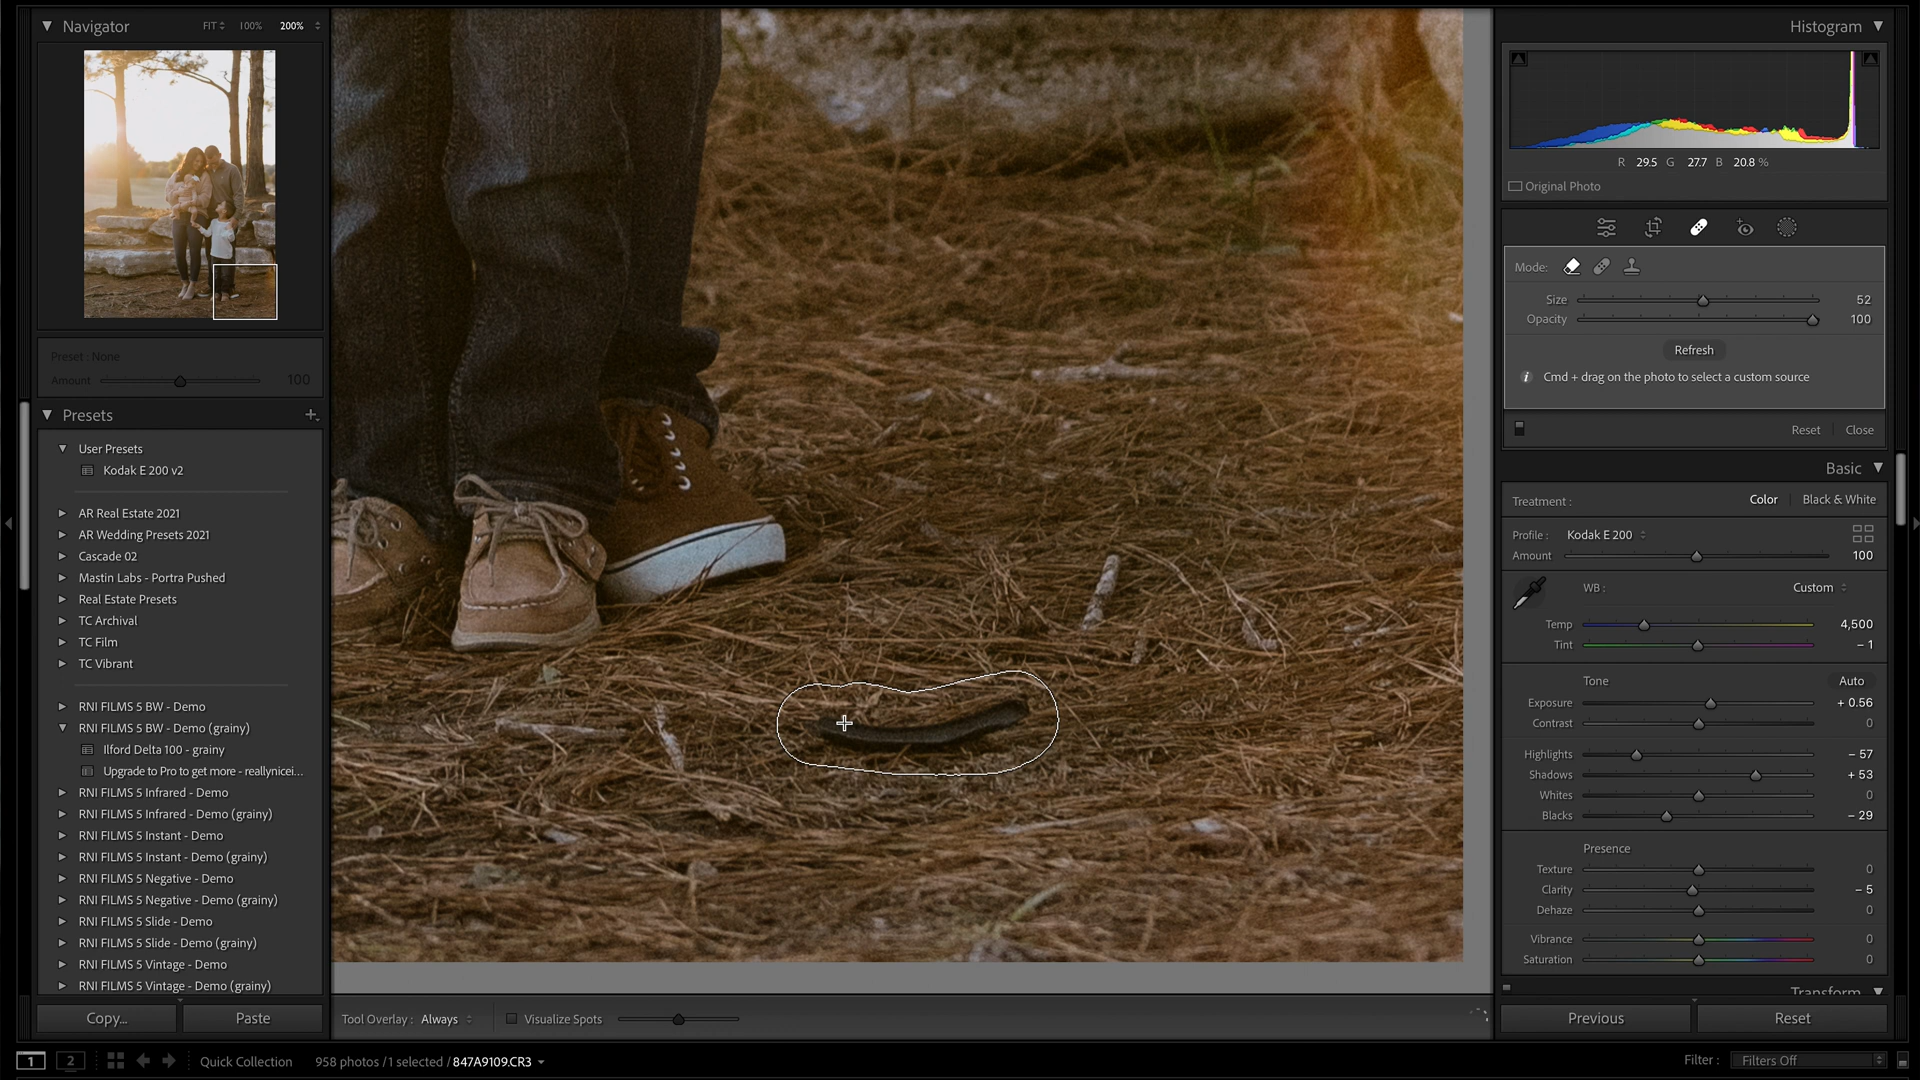 Navigator
FIT 100% 200%
Preset : None
Amount 100
Presets
User Presets
Kodak E 200 v2
AR Real Estate 2021
AR Wedding Presets 2021
Cascade 02
Mastin Labs - Portra Pushed
Real Estate Presets
TC Archival
TC Film
TC Vibrant
RNI FILMS 5 BW - Demo
RNI FILMS 5 BW - Demo (grainy)
Ilford Delta 100 - grainy
Upgrade to Pro to get more - reallynicei...
RNI FILMS 5 Infrared - Demo
RNI FILMS 5 Infrared - Demo (grainy)
RNI FILMS 5 Instant - Demo
RNI FILMS 5 Instant - Demo (grainy)
RNI FILMS 5 Negative - Demo
RNI FILMS 5 Negative - Demo (grainy)
RNI FILMS 5 Slide - Demo
RNI FILMS 5 Slide - Demo (grainy)
RNI FILMS 5 Vintage - Demo
RNI FILMS 5 Vintage - Demo (grainy)
Copy... Paste
Tool Overlay : Always Visualize Spots
Histogram
R 29.5 G 27.7 B 20.8 %
Original Photo
Mode:
Size 52
Opacity 100
Refresh
i Cmd + drag on the photo to select a custom source
Reset Close
Basic
Treatment : Color Black & White
Profile : Kodak E 200
Amount 100
WB : Custom
Temp 4,500
Tint – 1
Tone Auto
Exposure + 0.56
Contrast 0
Highlights – 57
Shadows + 53
Whites 0
Blacks – 29
Presence
Texture 0
Clarity – 5
Dehaze 0
Vibrance 0
Saturation 0
Transform
Previous Reset
1 2 Quick Collection 958 photos / 1 selected / 847A9109.CR3 Filter : Filters Off